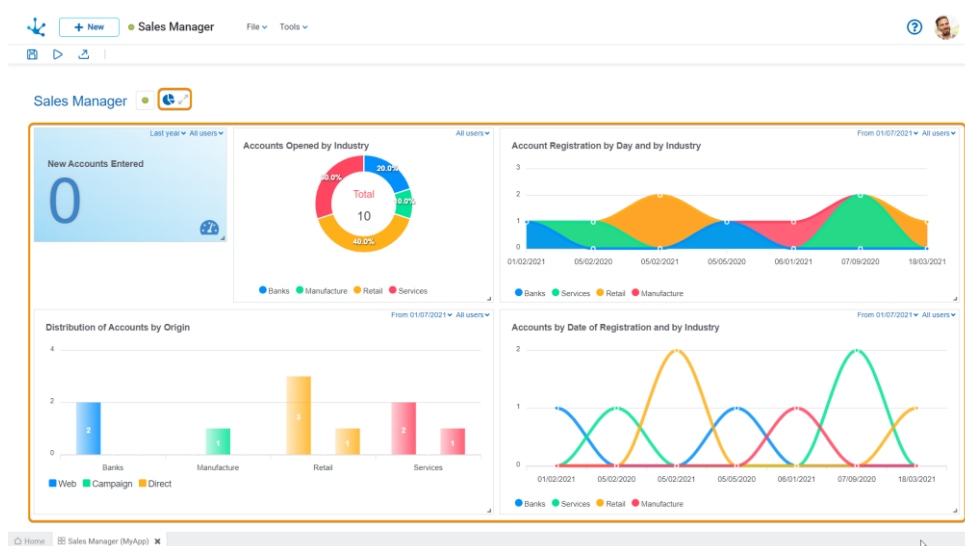 + New
Sales Manager
File
Tools
?
Sales Manager
Last year All users
New Accounts Entered
0
All users
Accounts Opened by Industry
20.0%
10.0%
40.0%
Total
10
Banks Manufacture Retail Services
From 01/07/2021 All users
Account Registration by Day and by Industry
3
2
1
0
01/02/2021 05/02/2020 05/02/2021 05/05/2020 06/01/2021 07/09/2020 18/03/2021
Banks Services Retail Manufacture
From 01/07/2021 All users
Distribution of Accounts by Origin
4
2
0
2
1
3
1
2
1
Banks Manufacture Retail Services
Web Campaign Direct
From 01/07/2021 All users
Accounts by Date of Registration and by Industry
2
1
0
01/02/2021 05/02/2020 05/02/2021 05/05/2020 06/01/2021 07/09/2020 18/03/2021
Banks Services Retail Manufacture
Home
Sales Manager (MyApp)